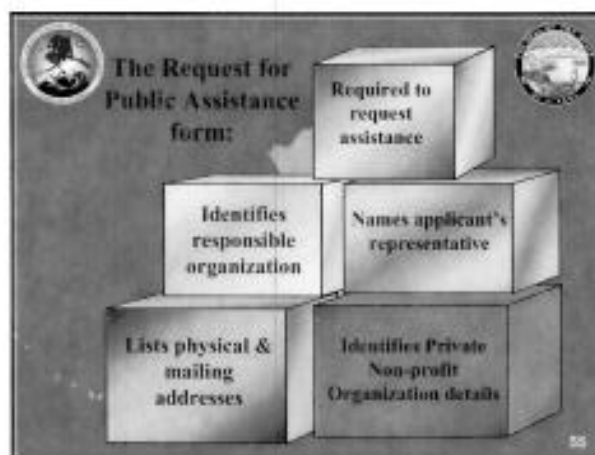 The Request for
Public Assistance
form:
Required to
request
assistance
Identifies
responsible
organization
Names applicant's
representative
Lists physical &
mailing
addresses
Identifies Private
Non-profit
Organization details
55